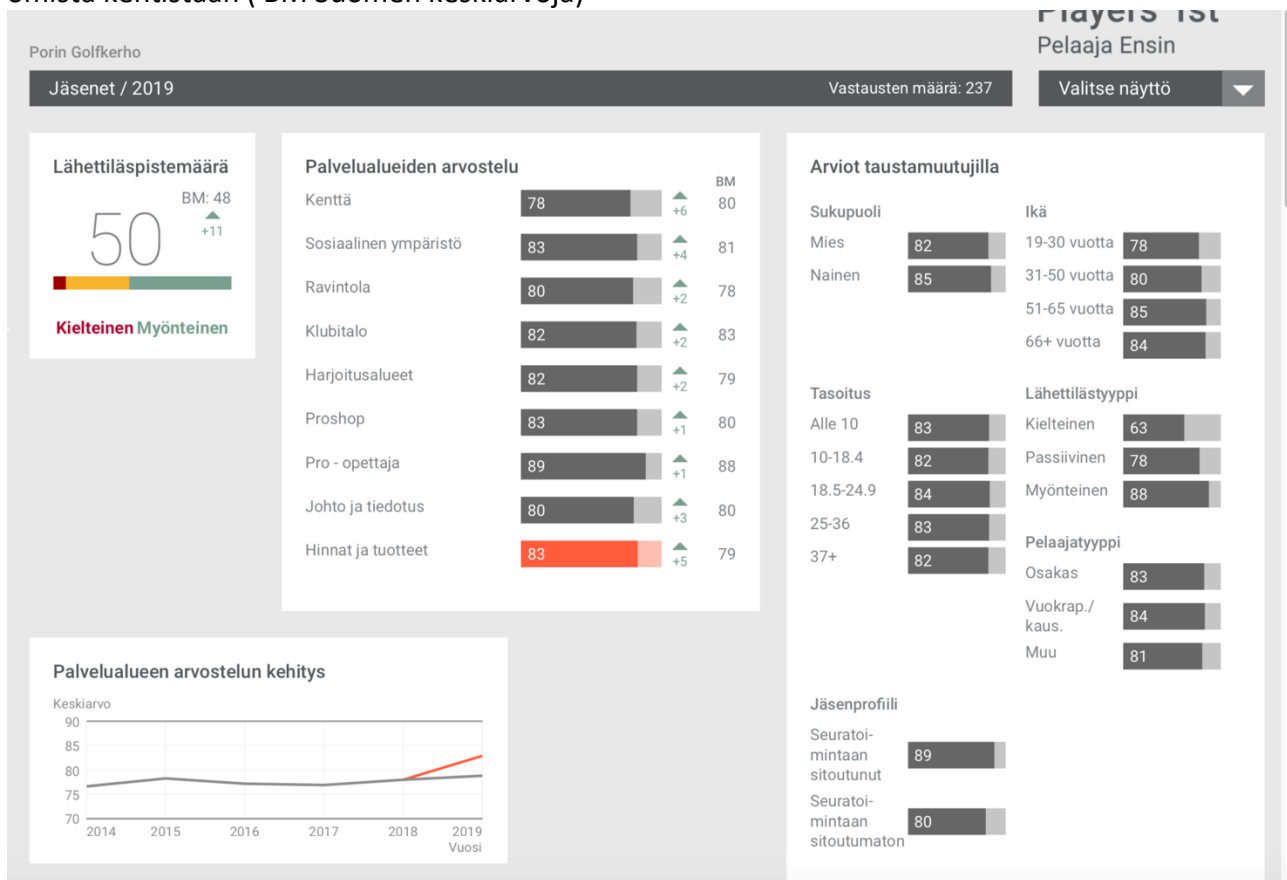 omista kentistään ( BM Suomen keskiarvoja)
Players 1st
Pelaaja Ensin
Porin Golfkerho
Jäsenet / 2019
Vastausten määrä: 237
Valitse näyttö
Lähettiläspistemäärä
BM: 48
50
+11
Kielteinen Myönteinen
Palvelualueiden arvostelu
BM
Kenttä 78 +6 80
Sosiaalinen ympäristö 83 +4 81
Ravintola 80 +2 78
Klubitalo 82 +2 83
Harjoitusalueet 82 +2 79
Proshop 83 +1 80
Pro - opettaja 89 +1 88
Johto ja tiedotus 80 +3 80
Hinnat ja tuotteet 83 +5 79
Palvelualueen arvostelun kehitys
Keskiarvo
90
85
80
75
70
2014 2015 2016 2017 2018 2019
Vuosi
Arviot taustamuutujilla
Sukupuoli
Mies 82
Nainen 85
Ikä
19-30 vuotta 78
31-50 vuotta 80
51-65 vuotta 85
66+ vuotta 84
Tasoitus
Alle 10 83
10-18.4 82
18.5-24.9 84
25-36 83
37+ 82
Lähettilästyyppi
Kielteinen 63
Passiivinen 78
Myönteinen 88
Pelaajatyyppi
Osakas 83
Vuokrap./
kaus. 84
Muu 81
Jäsenprofiili
Seuratoi-
mintaan 89
sitoutunut
Seuratoi-
mintaan 80
sitoutumaton